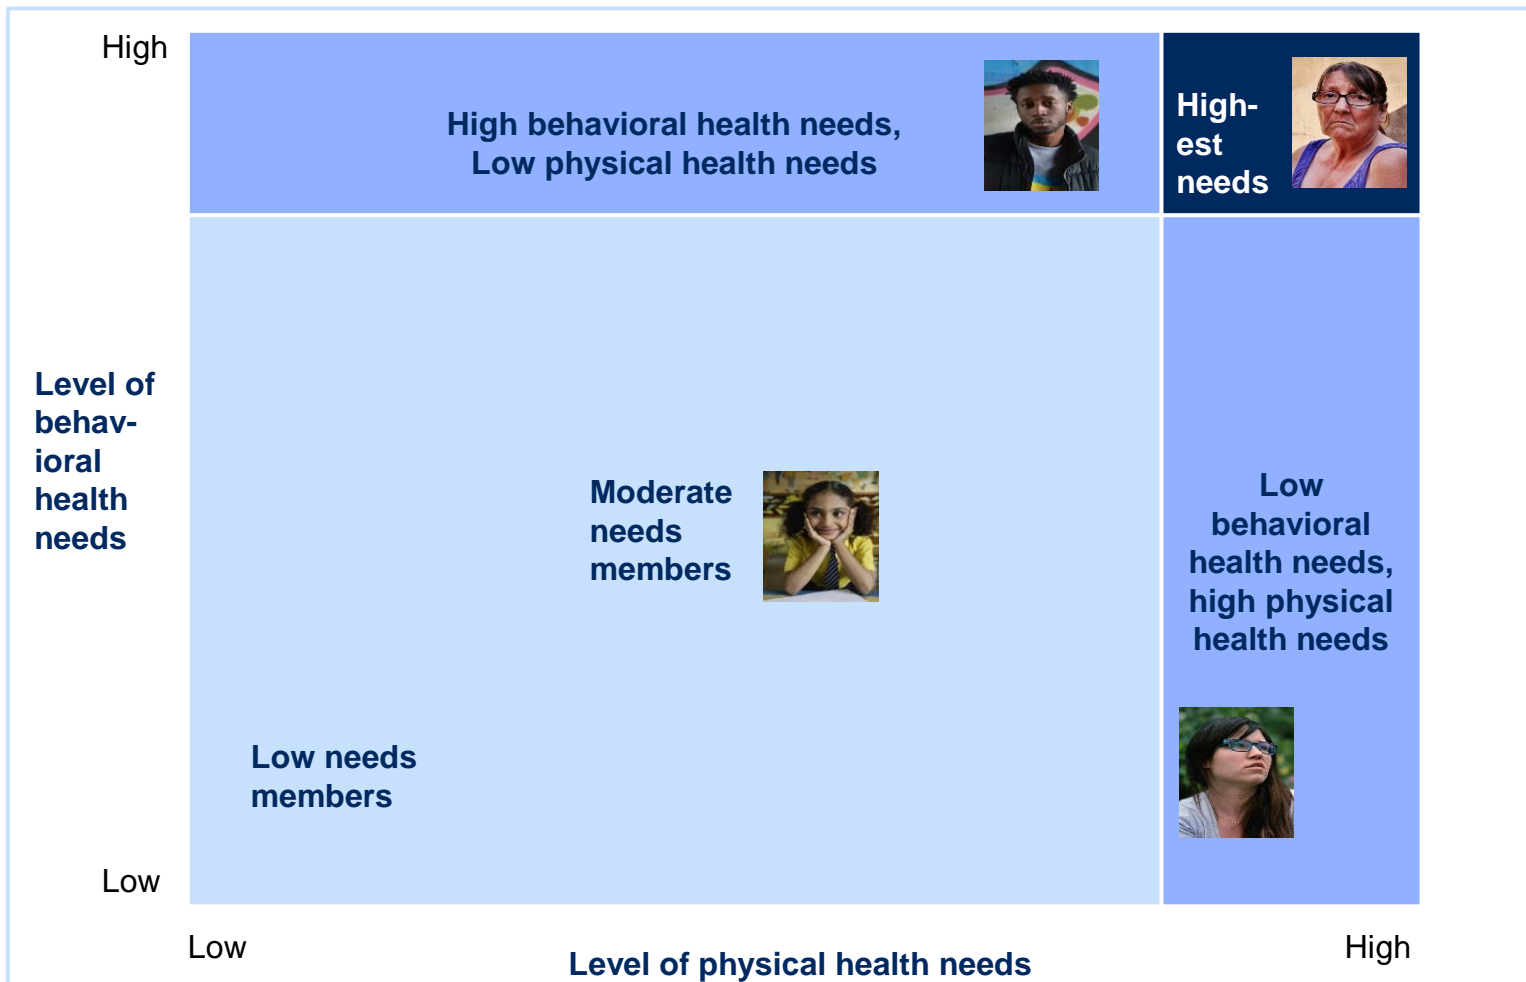 High
High behavioral health needs,
Low physical health needs
High-
est
needs
Level of
behav-
ioral
health
needs
Moderate
needs
members
Low
behavioral
health needs,
high physical
health needs
Low needs
members
Low
Low
Level of physical health needs
High